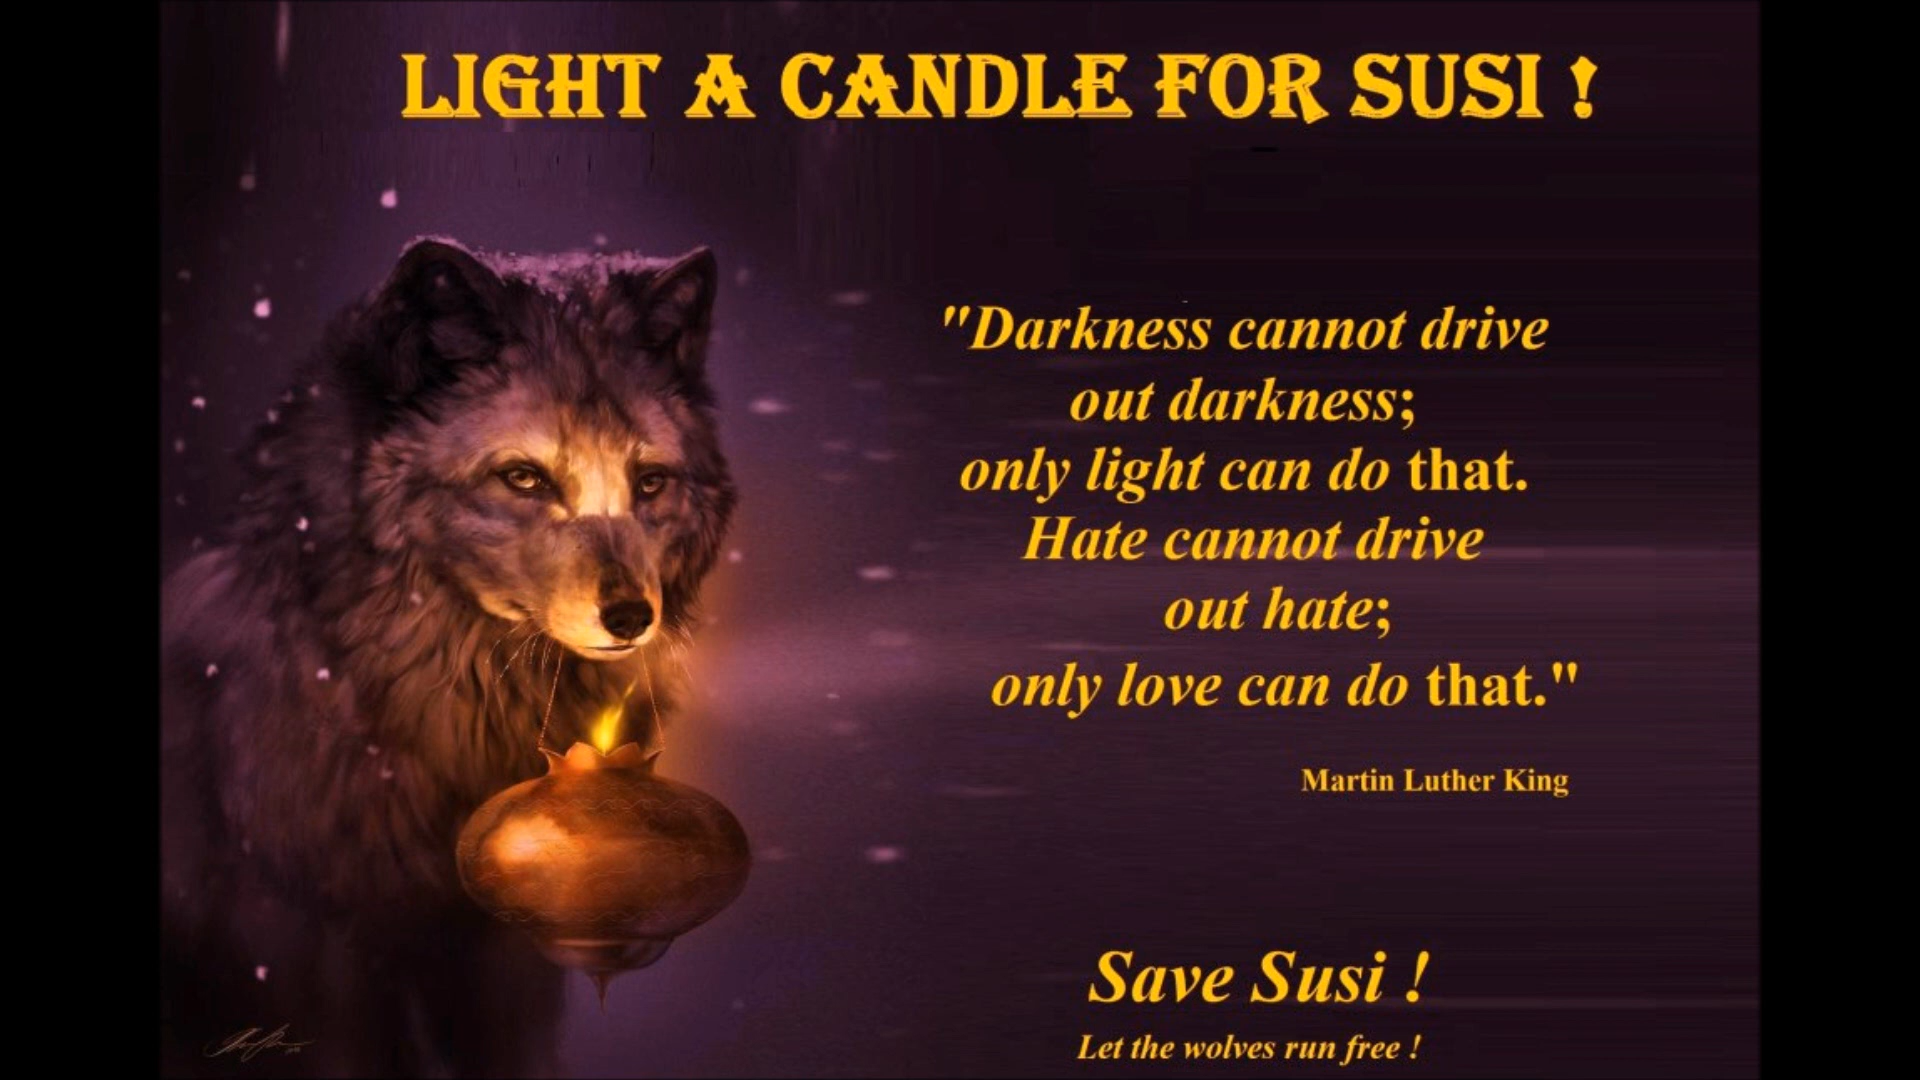 LIGHT A CANDLE FOR SUSI !
"Darkness cannot drive
out darkness;
only light can do that.
Hate cannot drive
out hate;
only love can do that."
Martin Luther King
Save Susi !
Let the wolves run free !